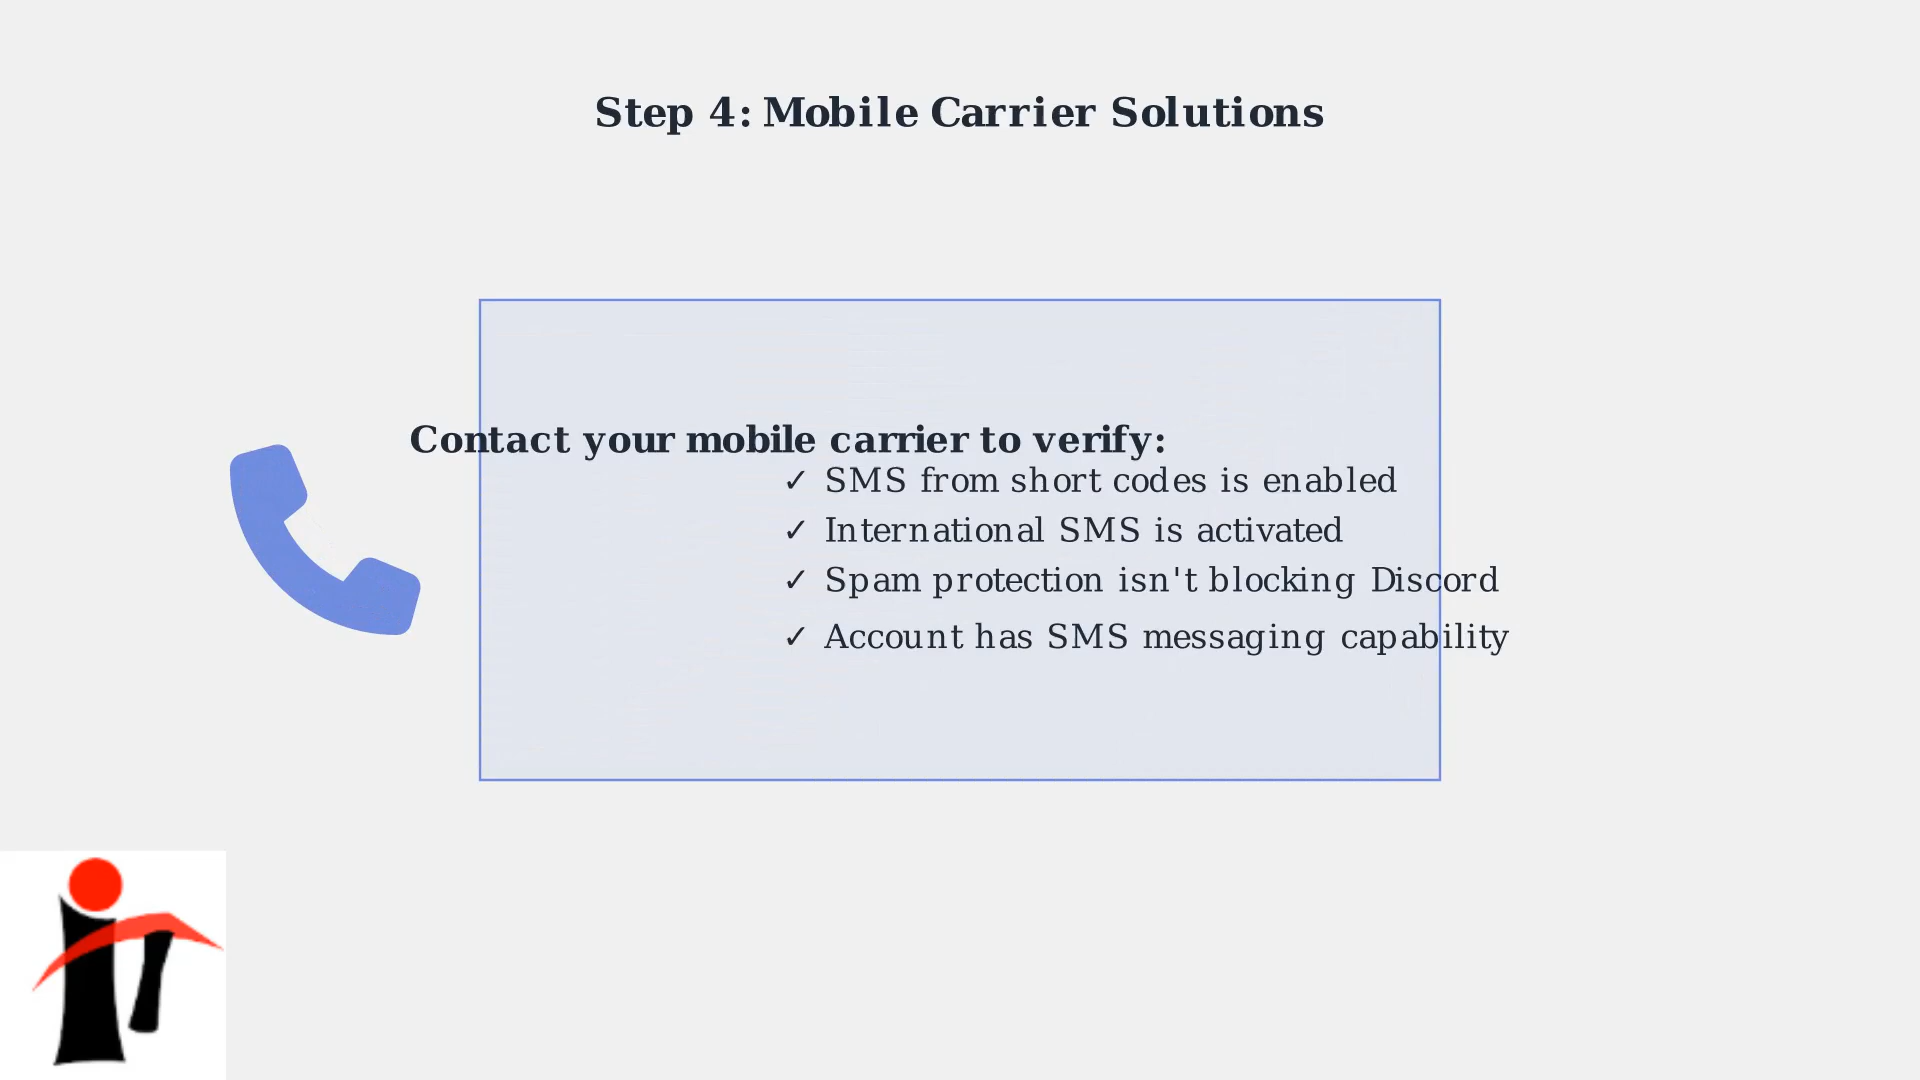 Step 4: Mobile Carrier Solutions
Contact your mobile carrier to verify:
✓ SMS from short codes is enabled
✓ International SMS is activated
✓ Spam protection isn't blocking Discord
✓ Account has SMS messaging capability